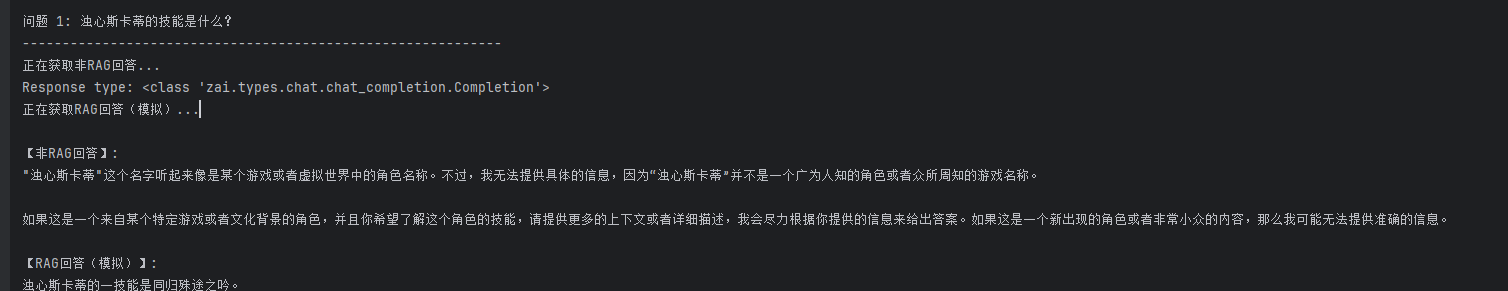 问题 1: 浊心斯卡蒂的技能是什么?
------------------------------------------------------------
正在获取非RAG回答...
Response type: <class 'zai.types.chat.chat_completion.Completion'>
正在获取RAG回答（模拟）...
【非RAG回答】:
"浊心斯卡蒂"这个名字听起来像是某个游戏或者虚拟世界中的角色名称。不过，我无法提供具体的信息，因为“浊心斯卡蒂”并不是一个广为人知的角色或者众所周知的游戏名称。
如果这是一个来自某个特定游戏或者文化背景的角色，并且你希望了解这个角色的技能，请提供更多的上下文或者详细描述，我会尽力根据你提供的信息来给出答案。如果这是一个新出现的角色或者非常小众的内容，那么我可能无法提供准确的信息。
【RAG回答（模拟）】:
浊心斯卡蒂的一技能是同归殊途之吟。